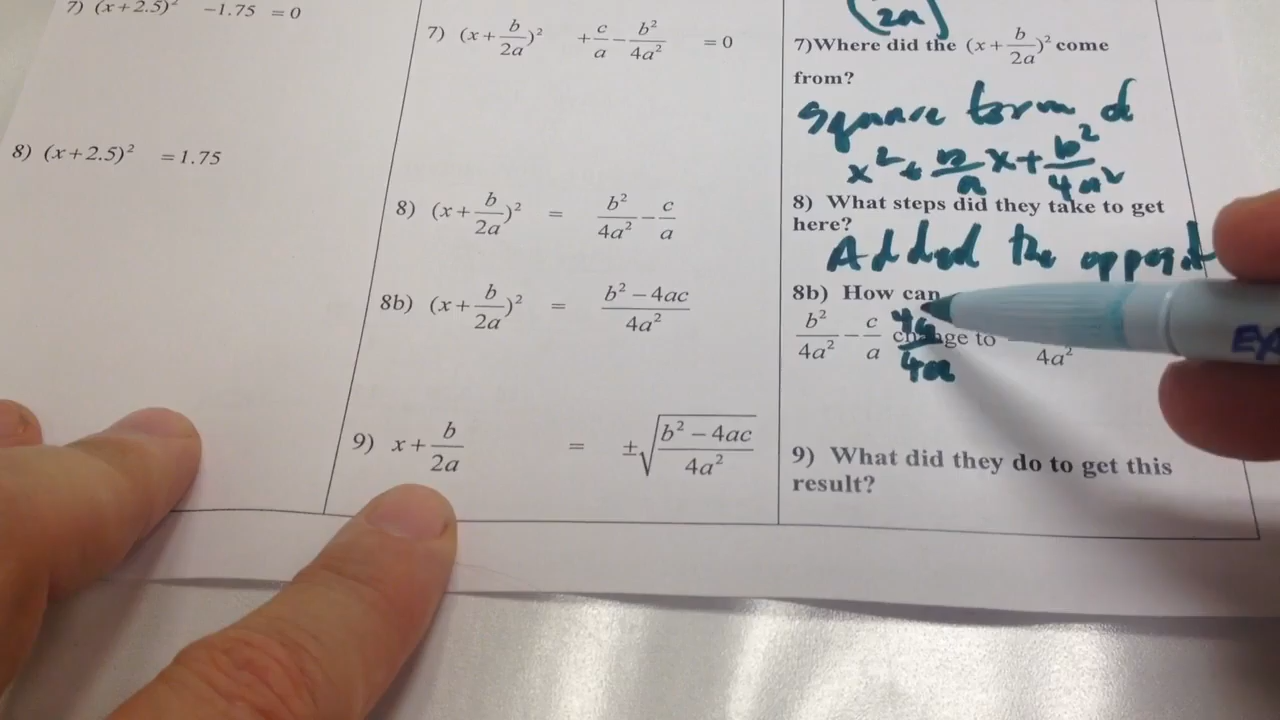 7) (x+2.5)² −1.75 = 0
8) (x+2.5)² = 1.75
7) (x+b/2a)² +c/a−b²/4a² = 0
8) (x+b/2a)² = b²/4a²−c/a
8b) (x+b/2a)² = b²−4ac/4a²
9) x+b/2a = ±√(b²−4ac/4a²)
(2a)
7)Where did the (x+b/2a)² come
from?
Square form of
x²+b/a x+b²/4a²
8) What steps did they take to get
here?
Added the opposit
8b) How can
b²/4a²−c/a 4a/4a change to 4a²
9) What did they do to get this
result?